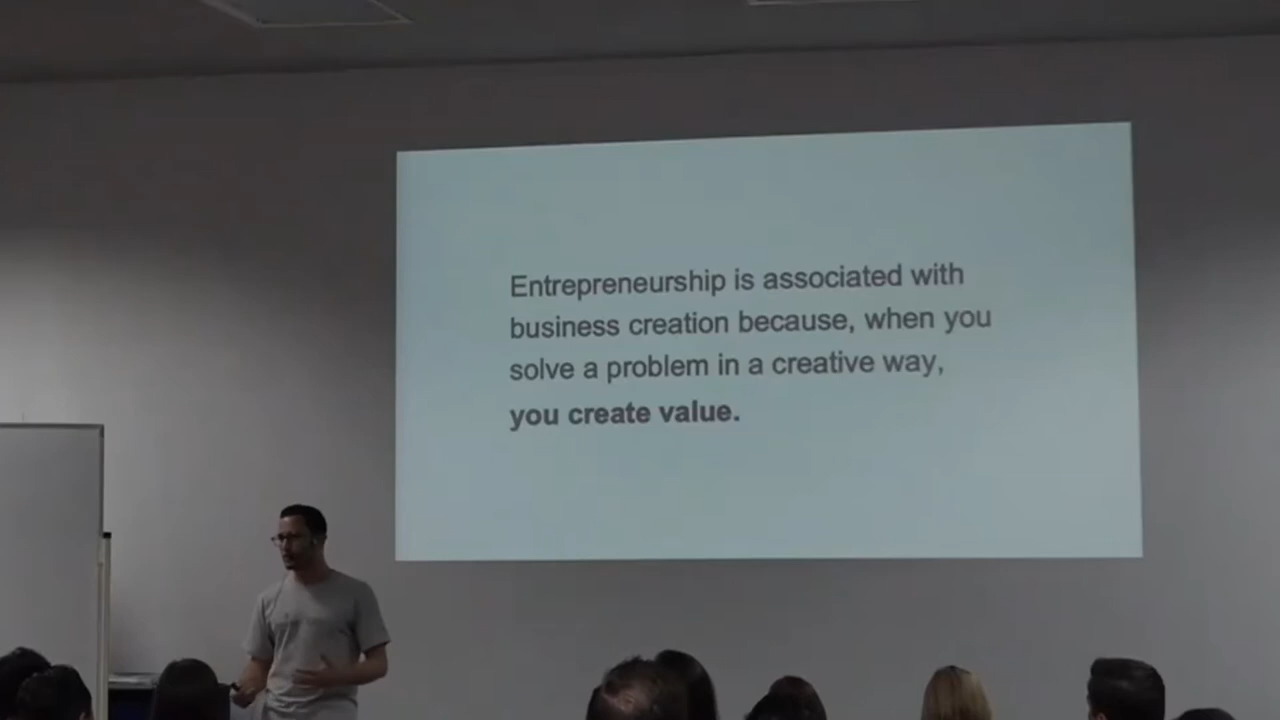 Entrepreneurship is associated with
business creation because, when you
solve a problem in a creative way,
you create value.